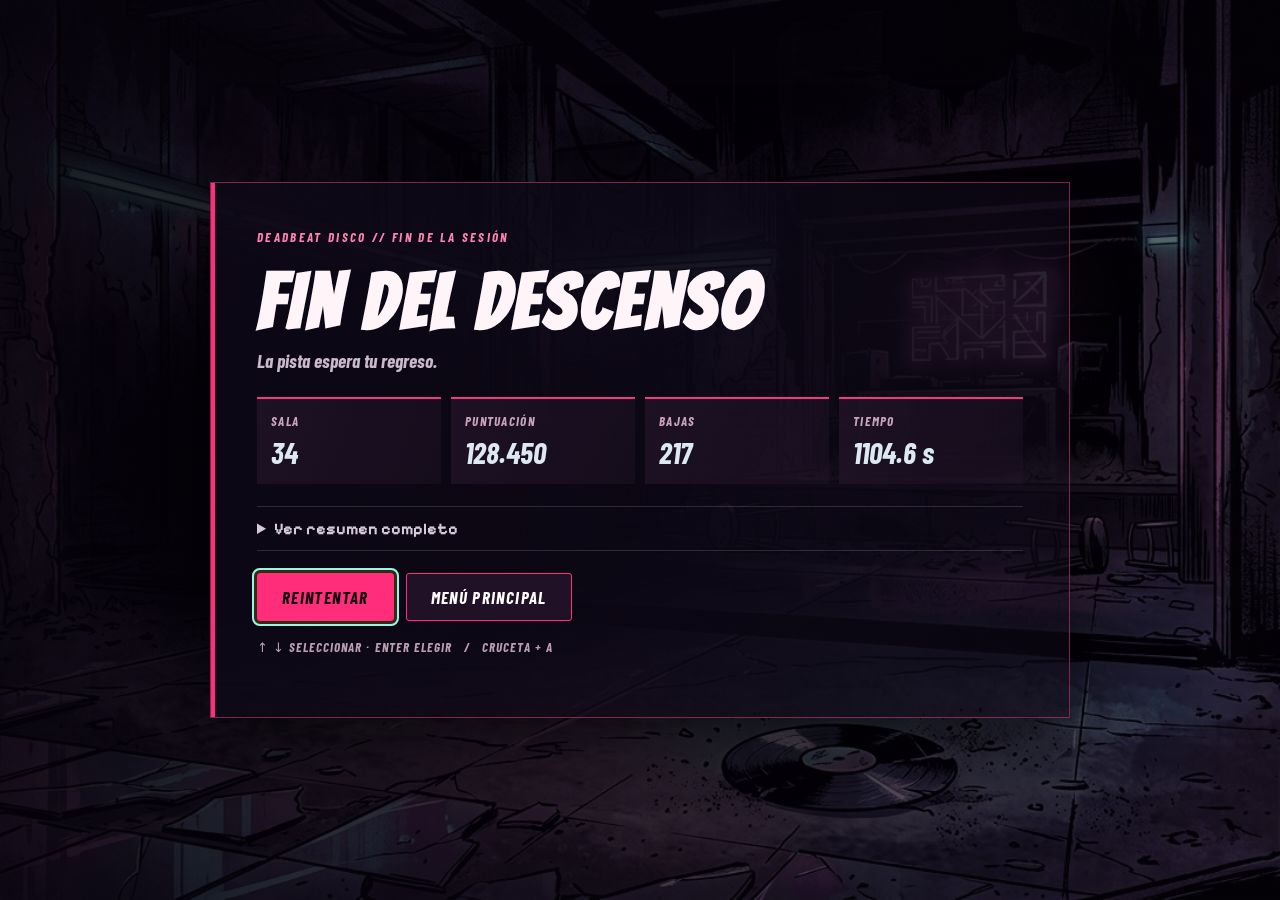 DEADBEAT DISCO // FIN DE LA SESIÓN
FIN DEL DESCENSO
La pista espera tu regreso.
SALA
34
PUNTUACIÓN
128.450
BAJAS
217
TIEMPO
1104.6 s
▶ Ver resumen completo
REINTENTAR
MENÚ PRINCIPAL
↑ ↓ SELECCIONAR · ENTER ELEGIR / CRUCETA + A